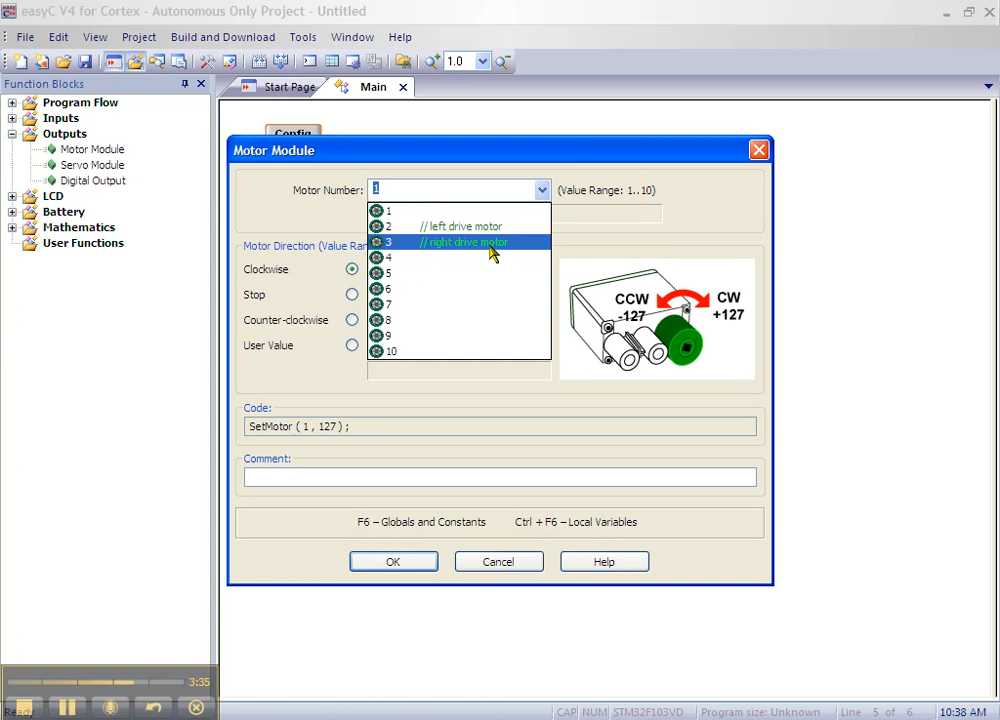 easyC V4 for Cortex - Autonomous Only Project - Untitled
File Edit View Project Build and Download Tools Window Help
1.0
Function Blocks
Start Page Main
Program Flow
Inputs
Outputs
Motor Module
Servo Module
Digital Output
LCD
Battery
Mathematics
User Functions
Config
Motor Module
Motor Number: 1 (Value Range: 1..10)
1
2 // left drive motor
3 // right drive motor
4
5
6
7
8
9
10
Motor Direction (Value Ra
Clockwise
Stop
Counter-clockwise
User Value
CCW CW
-127 +127
Code:
SetMotor ( 1 , 127 ) ;
Comment:
F6 – Globals and Constants Ctrl + F6 – Local Variables
OK Cancel Help
3:35
Ready
CAP NUM STM32F103VD Program size: Unknown Line 5 of 6 10:38 AM